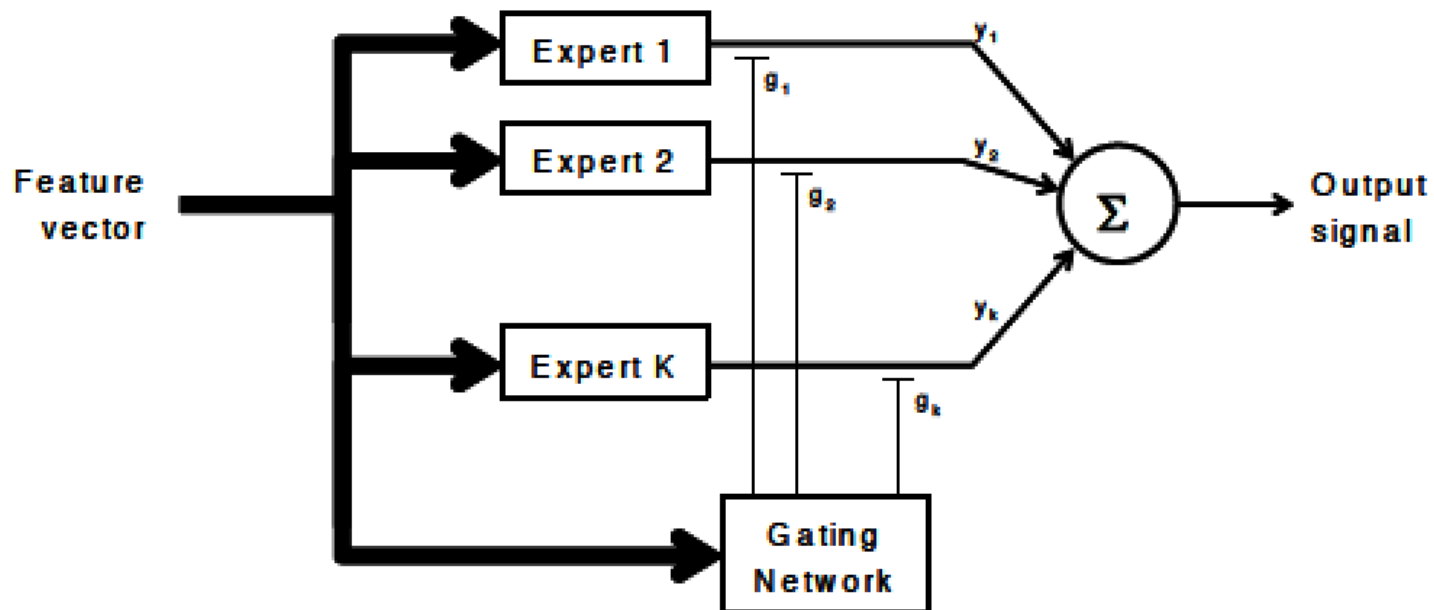 Expert 1
y₁
g₁
Expert 2
y₂
g₂
Feature
vector
Σ
Output
signal
Expert K
yₖ
gₖ
Gating
Network